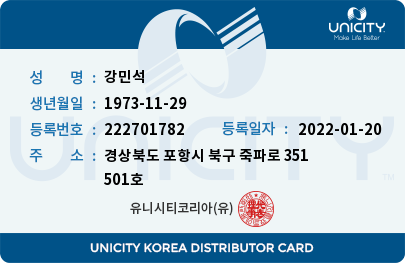 UNICITY
Make Life Better
성 명 : 강민석
생년월일 : 1973-11-29
등록번호 : 222701782 등록일자 : 2022-01-20
주 소 : 경상북도 포항시 북구 죽파로 351
501호
UNICITY
TM
유니시티코리아(유)
UNICITY KOREA DISTRIBUTOR CARD